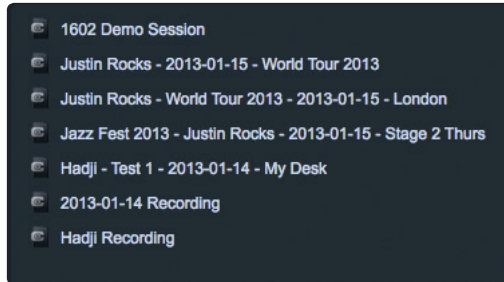 1602 Demo Session
Justin Rocks - 2013-01-15 - World Tour 2013
Justin Rocks - World Tour 2013 - 2013-01-15 - London
Jazz Fest 2013 - Justin Rocks - 2013-01-15 - Stage 2 Thurs
Hadji - Test 1 - 2013-01-14 - My Desk
2013-01-14 Recording
Hadji Recording